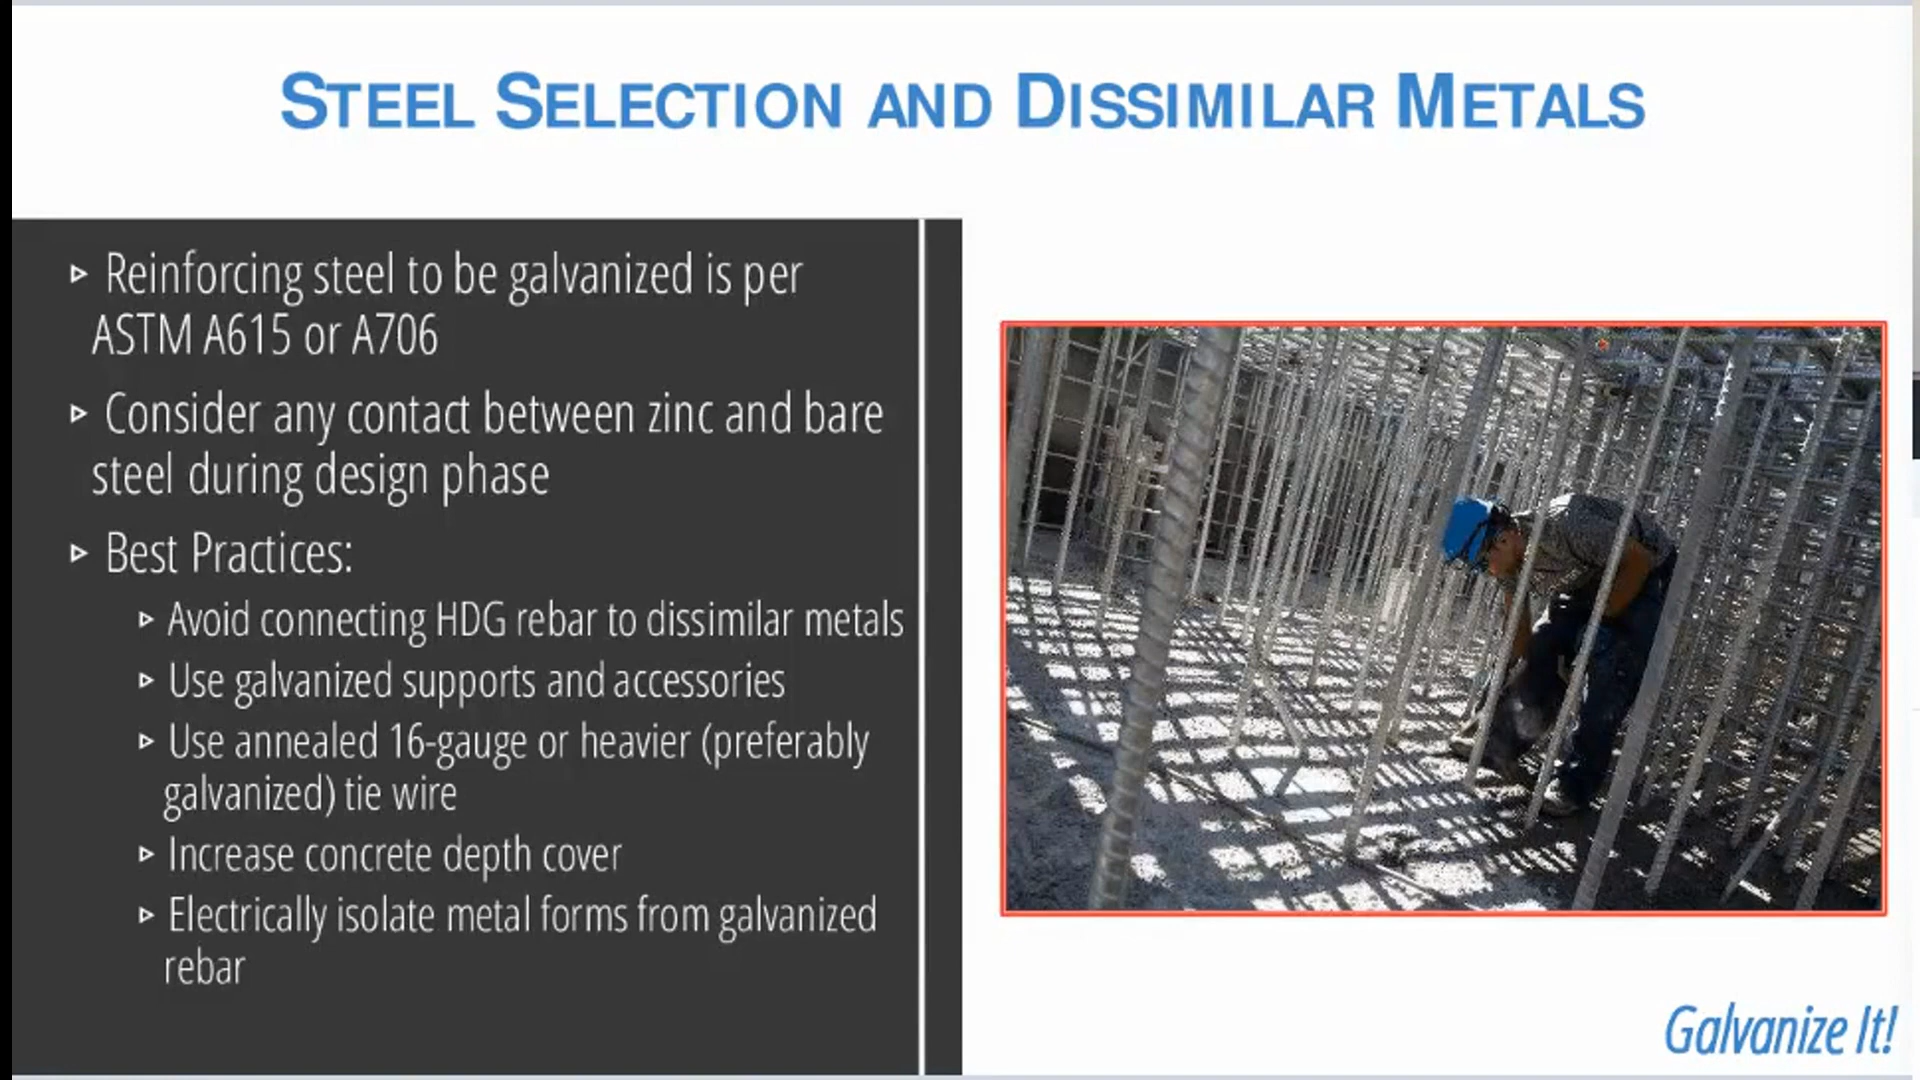 STEEL SELECTION AND DISSIMILAR METALS
Reinforcing steel to be galvanized is per
ASTM A615 or A706
Consider any contact between zinc and bare
steel during design phase
Best Practices:
Avoid connecting HDG rebar to dissimilar metals
Use galvanized supports and accessories
Use annealed 16-gauge or heavier (preferably
galvanized) tie wire
Increase concrete depth cover
Electrically isolate metal forms from galvanized
rebar
Galvanize It!